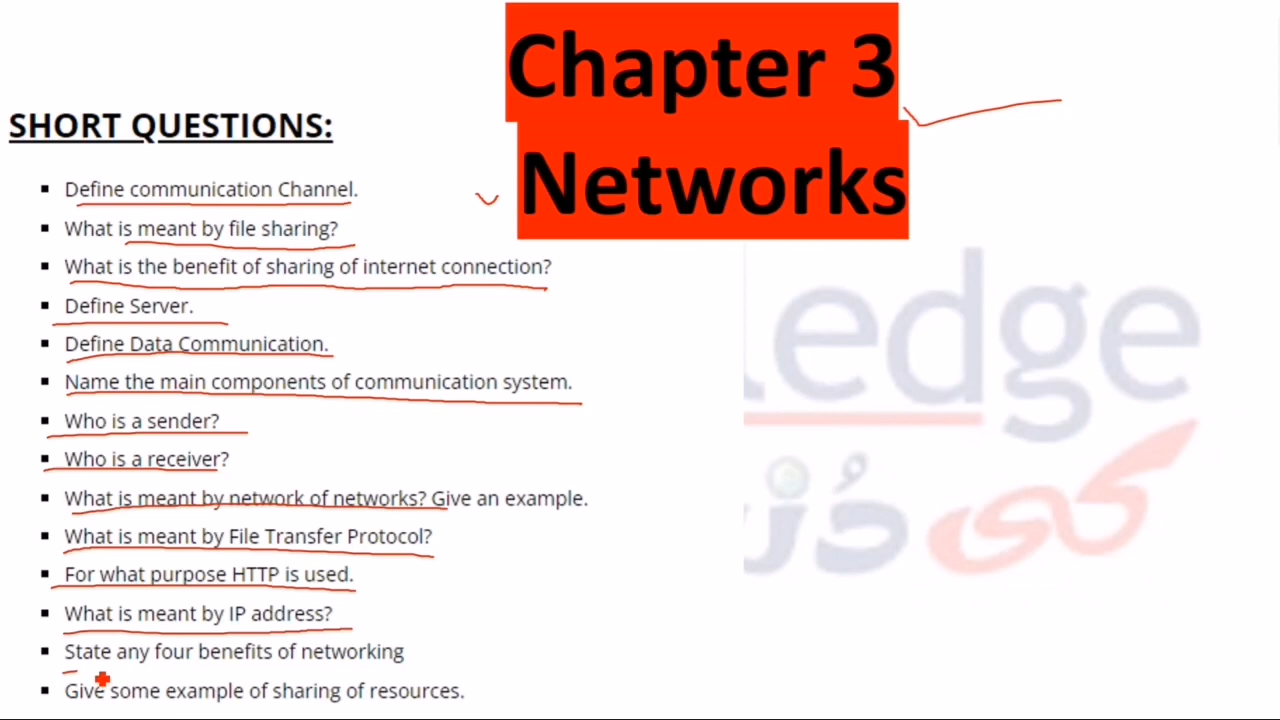 Chapter 3
Networks
SHORT QUESTIONS:
▪ Define communication Channel.
▪ What is meant by file sharing?
▪ What is the benefit of sharing of internet connection?
▪ Define Server.
▪ Define Data Communication.
▪ Name the main components of communication system.
▪ Who is a sender?
▪ Who is a receiver?
▪ What is meant by network of networks? Give an example.
▪ What is meant by File Transfer Protocol?
▪ For what purpose HTTP is used.
▪ What is meant by IP address?
▪ State any four benefits of networking
▪ Give some example of sharing of resources.
ledge
کی